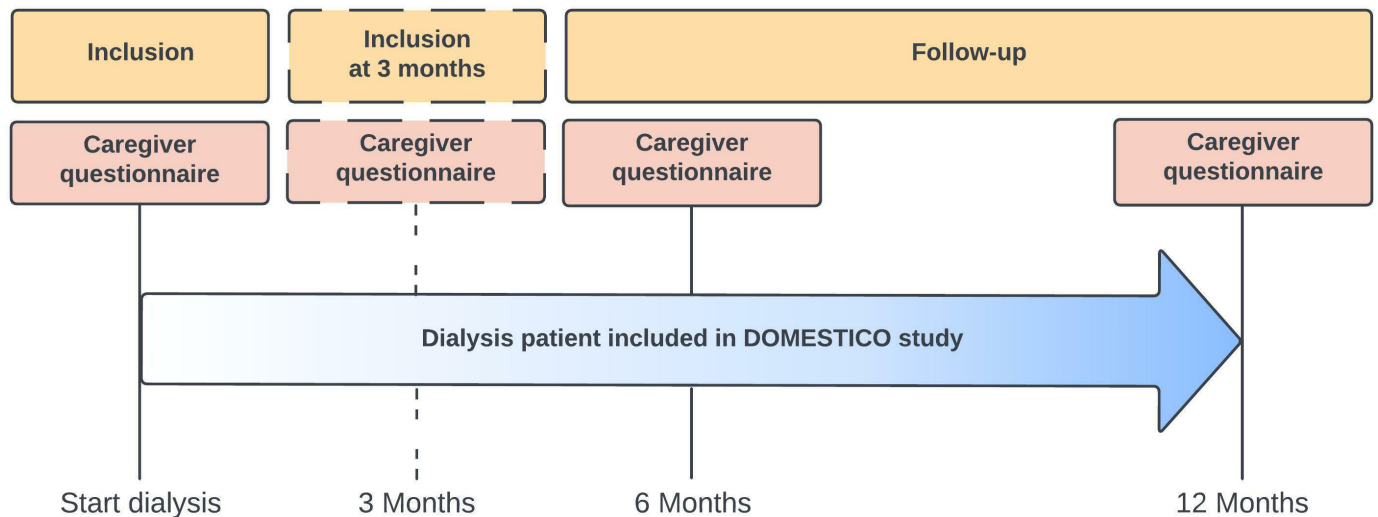 Inclusion
Inclusion
at 3 months
Follow-up
Caregiver
questionnaire
Caregiver
questionnaire
Caregiver
questionnaire
Caregiver
questionnaire
Dialysis patient included in DOMESTICO study
Start dialysis
3 Months
6 Months
12 Months